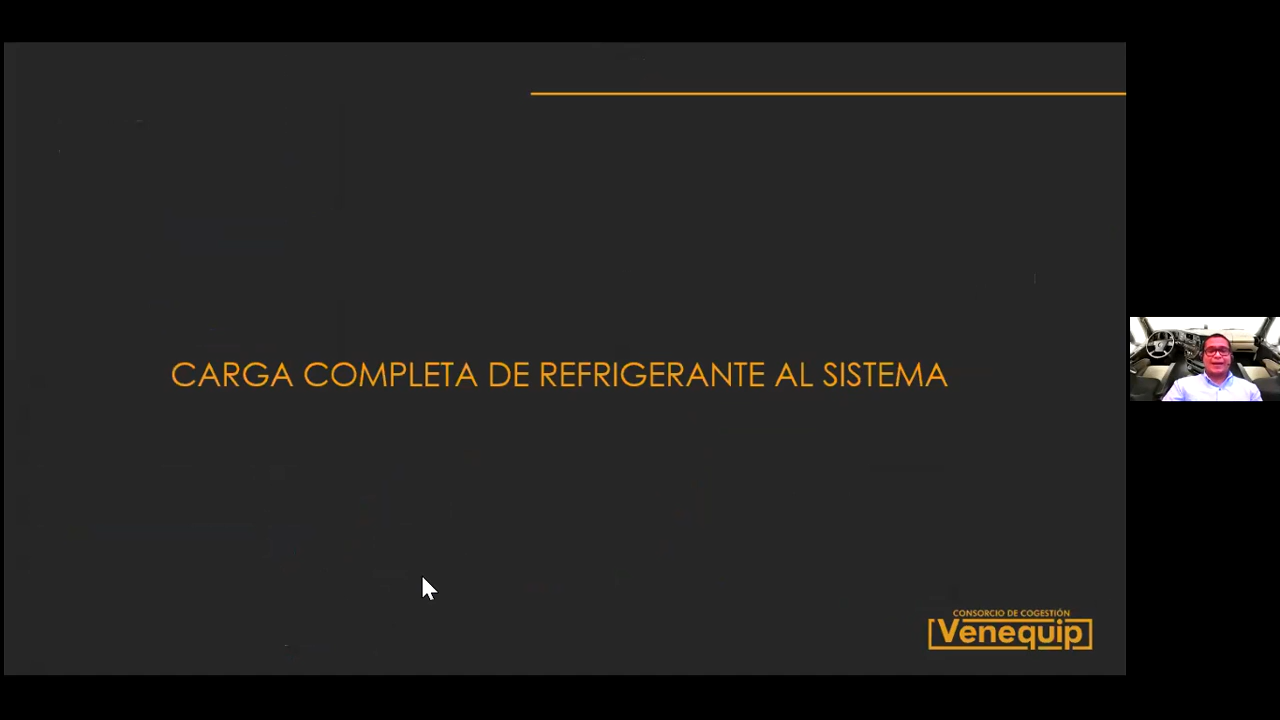 CARGA COMPLETA DE REFRIGERANTE AL SISTEMA
CONSORCIO DE COGESTIÓN
Venequip